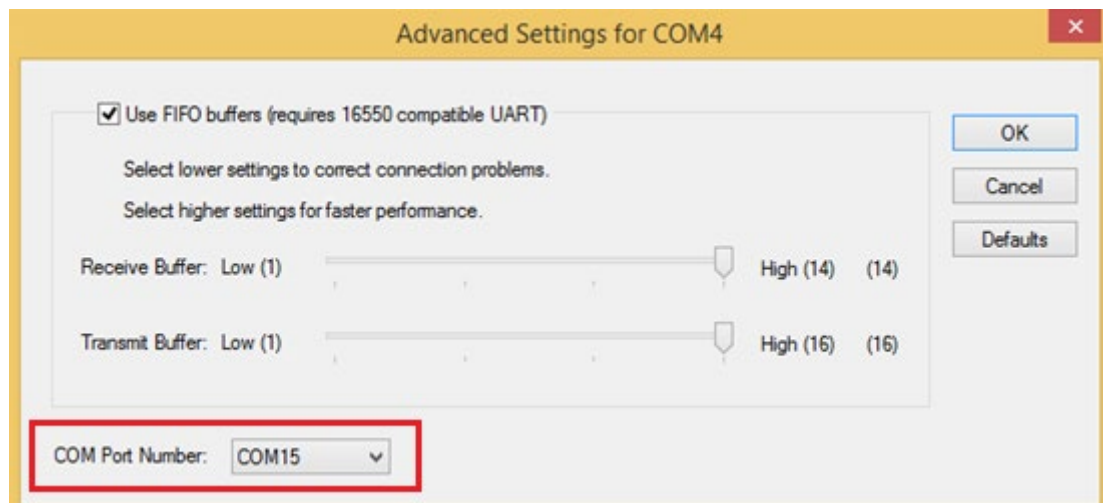 Advanced Settings for COM4
Use FIFO buffers (requires 16550 compatible UART)
OK
Select lower settings to correct connection problems.
Cancel
Select higher settings for faster performance.
Defaults
Receive Buffer: Low (1) High (14) (14)
Transmit Buffer: Low (1) High (16) (16)
COM Port Number: COM15